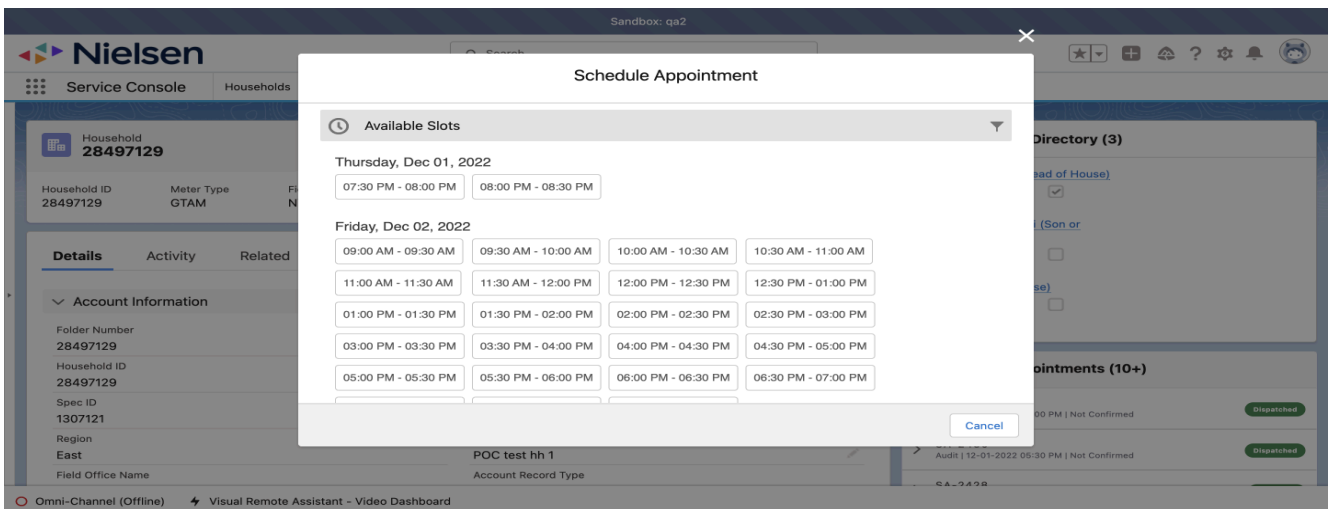 Sandbox: qa2
Nielsen
Search
Service Console
Households
Household
28497129
Household ID
Meter Type
28497129
GTAM
Details
Activity
Related
Account Information
Folder Number
28497129
Household ID
28497129
Spec ID
1307121
Region
East
Field Office Name
Schedule Appointment
Available Slots
Thursday, Dec 01, 2022
07:30 PM - 08:00 PM
08:00 PM - 08:30 PM
Friday, Dec 02, 2022
09:00 AM - 09:30 AM
09:30 AM - 10:00 AM
10:00 AM - 10:30 AM
10:30 AM - 11:00 AM
11:00 AM - 11:30 AM
11:30 AM - 12:00 PM
12:00 PM - 12:30 PM
12:30 PM - 01:00 PM
01:00 PM - 01:30 PM
01:30 PM - 02:00 PM
02:00 PM - 02:30 PM
02:30 PM - 03:00 PM
03:00 PM - 03:30 PM
03:30 PM - 04:00 PM
04:00 PM - 04:30 PM
04:30 PM - 05:00 PM
05:00 PM - 05:30 PM
05:30 PM - 06:00 PM
06:00 PM - 06:30 PM
06:30 PM - 07:00 PM
Cancel
POC test hh 1
Account Record Type
Directory (3)
ead of House)
(Son or
se)
ointments (10+)
00 PM | Not Confirmed
Dispatched
Audit | 12-01-2022 05:30 PM | Not Confirmed
Dispatched
SA-2428
Omni-Channel (Offline)
Visual Remote Assistant - Video Dashboard